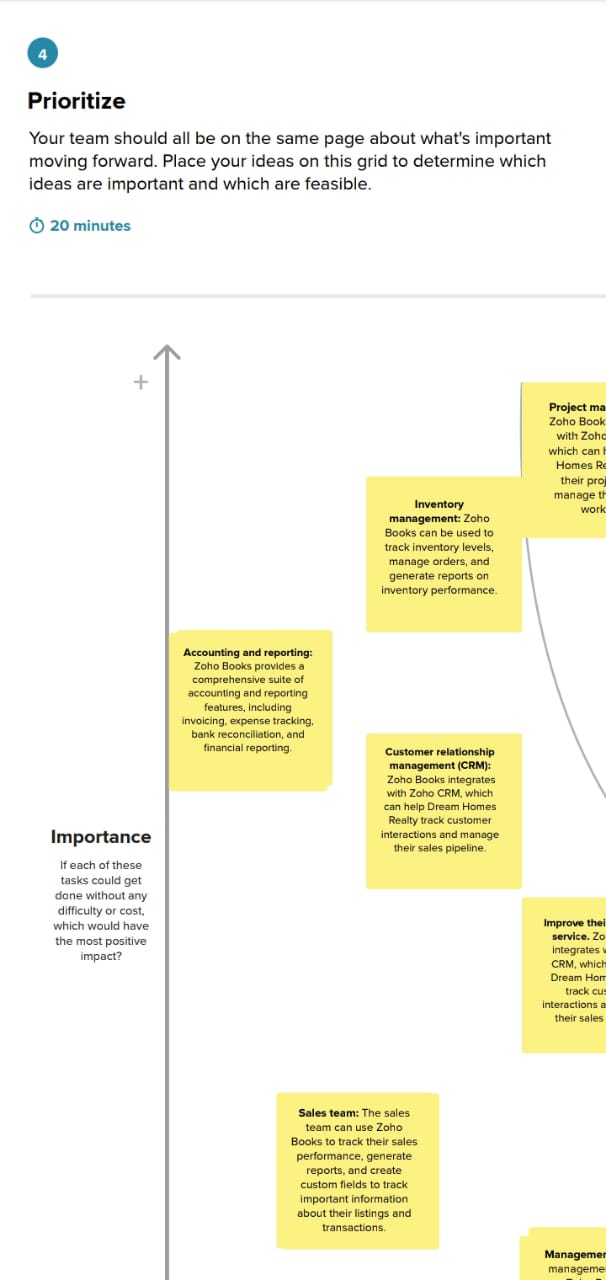 4
Prioritize
Your team should all be on the same page about what's important
moving forward. Place your ideas on this grid to determine which
ideas are important and which are feasible.
20 minutes
+
Project ma
Zoho Book
with Zoho
which can h
Homes Re
their proj
manage th
work
Inventory
management: Zoho
Books can be used to
track inventory levels,
manage orders, and
generate reports on
inventory performance.
Accounting and reporting:
Zoho Books provides a
comprehensive suite of
accounting and reporting
features, including
invoicing, expense tracking,
bank reconciliation, and
financial reporting.
Customer relationship
management (CRM):
Zoho Books integrates
with Zoho CRM, which
can help Dream Homes
Realty track customer
interactions and manage
their sales pipeline.
Importance
If each of these
tasks could get
done without any
difficulty or cost,
which would have
the most positive
impact?
Improve thei
service. Zo
integrates
CRM, which
Dream Hom
track cus
interactions a
their sales
Sales team: The sales
team can use Zoho
Books to track their sales
performance, generate
reports, and create
custom fields to track
important information
about their listings and
transactions.
Managemen
manageme